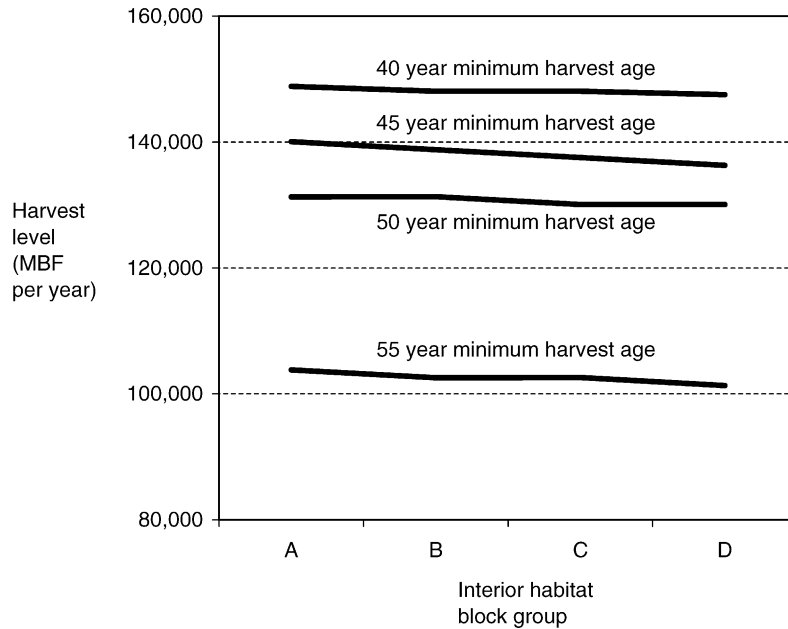 160,000
40 year minimum harvest age
45 year minimum harvest age
140,000
Harvest
level
(MBF
per year)
50 year minimum harvest age
120,000
55 year minimum harvest age
100,000
80,000
A B C D
Interior habitat
block group